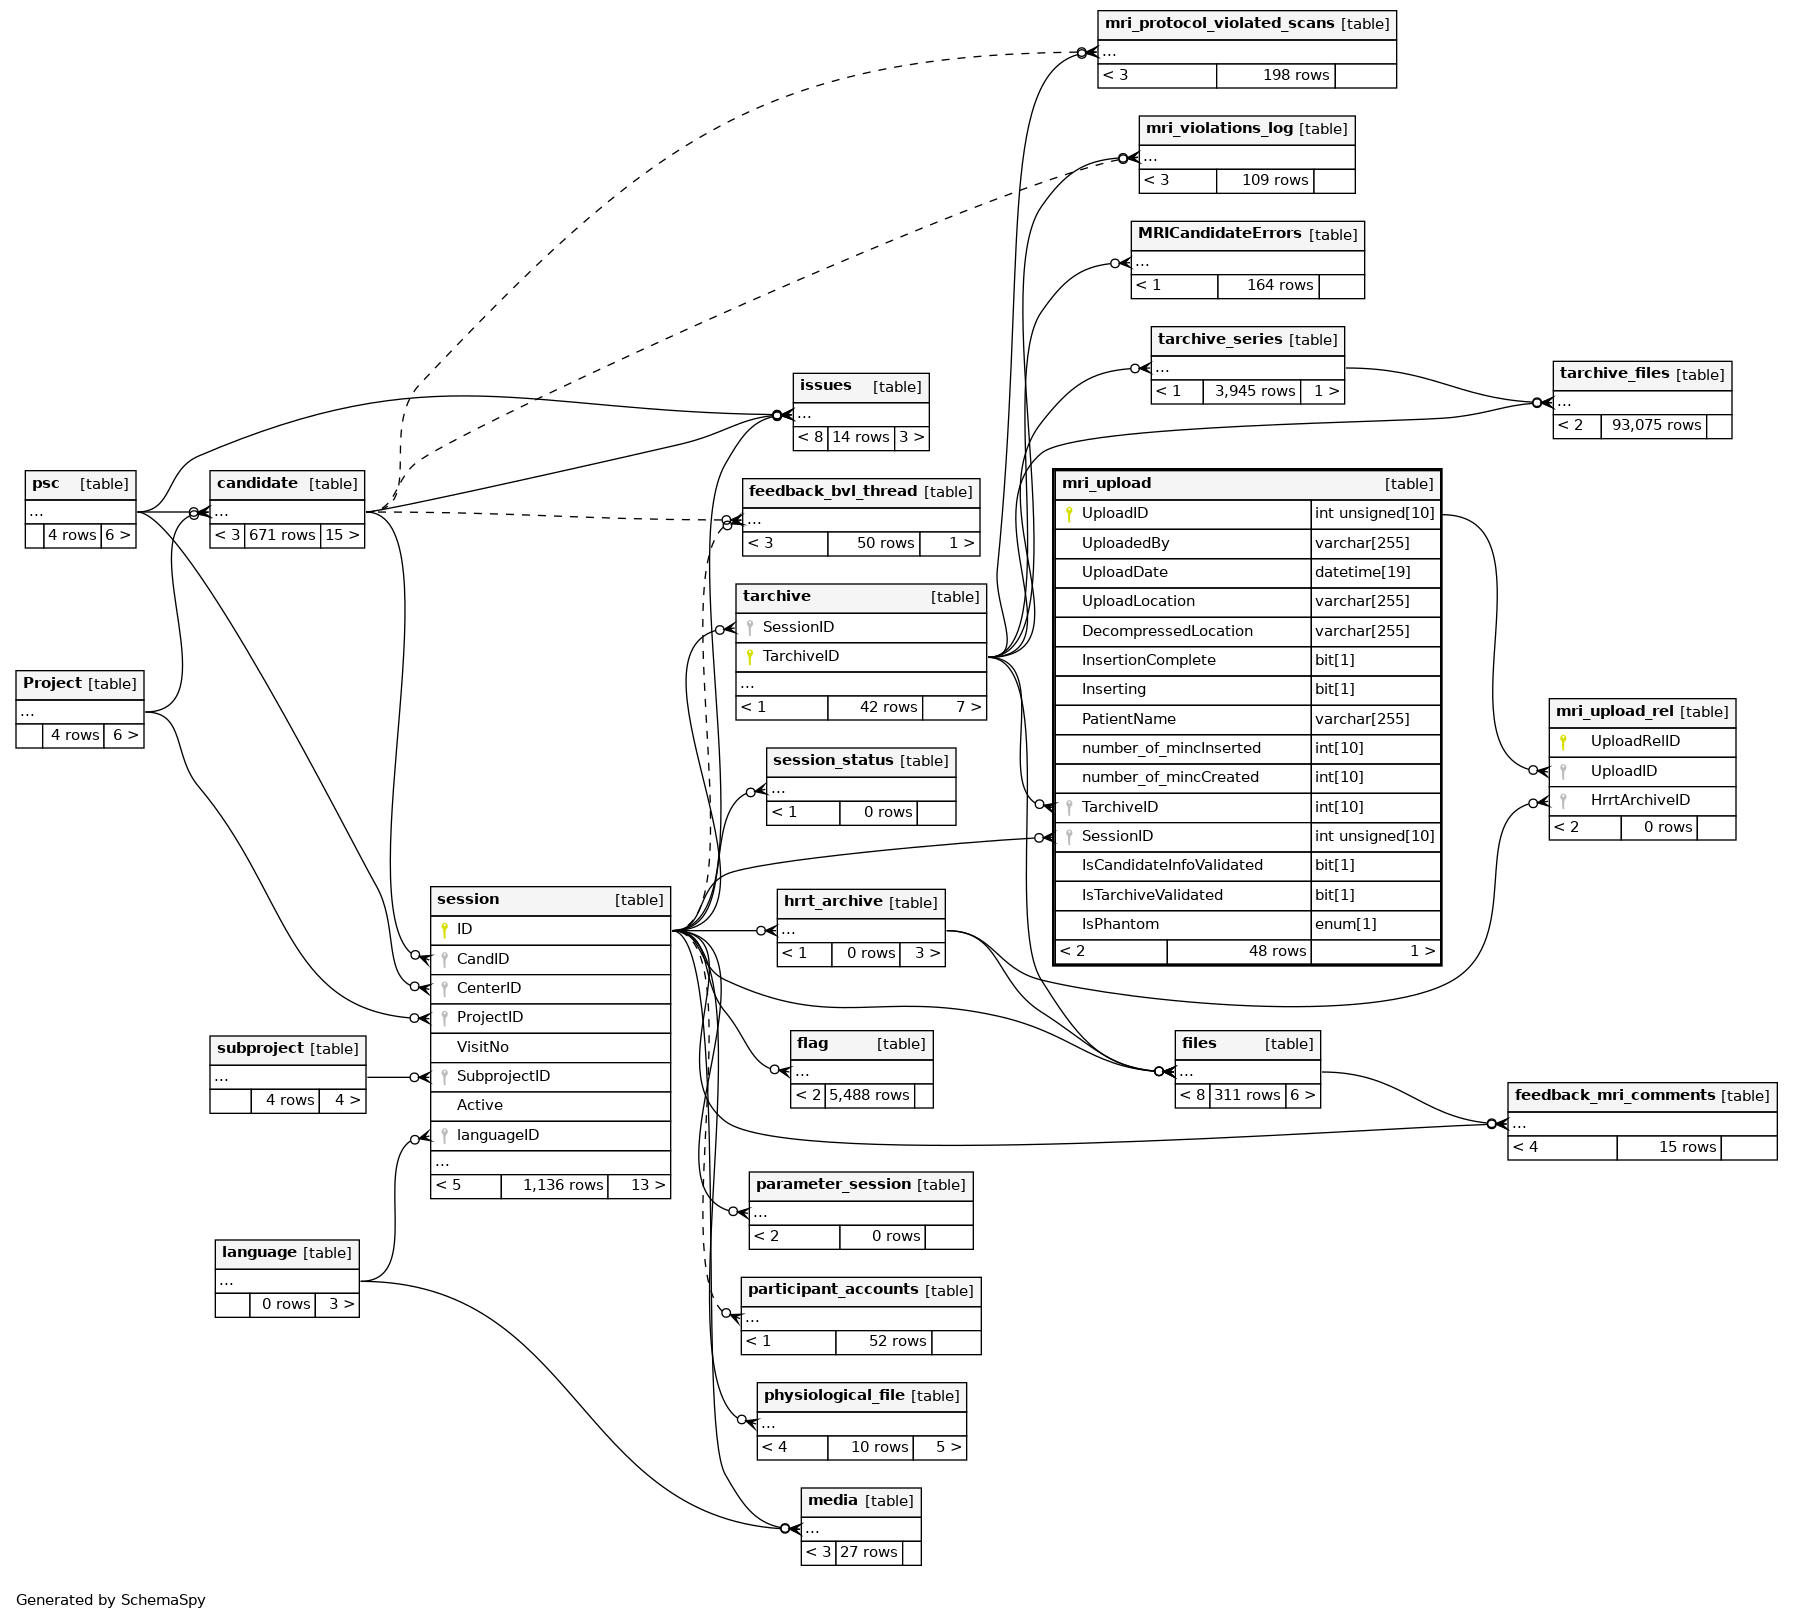 mri_protocol_violated_scans [table]
...
< 3 198 rows
mri_violations_log [table]
...
< 3 109 rows
MRICandidateErrors [table]
...
< 1 164 rows
tarchive_series [table]
...
< 1 3,945 rows 1 >
tarchive_files [table]
...
< 2 93,075 rows
issues [table]
...
< 8 14 rows 3 >
psc [table]
...
4 rows 6 >
candidate [table]
...
< 3 671 rows 15 >
feedback_bvl_thread [table]
...
< 3 50 rows 1 >
mri_upload [table]
UploadID int unsigned[10]
UploadedBy varchar[255]
UploadDate datetime[19]
UploadLocation varchar[255]
DecompressedLocation varchar[255]
InsertionComplete bit[1]
Inserting bit[1]
PatientName varchar[255]
number_of_mincInserted int[10]
number_of_mincCreated int[10]
TarchiveID int[10]
SessionID int unsigned[10]
IsCandidateInfoValidated bit[1]
IsTarchiveValidated bit[1]
IsPhantom enum[1]
< 2 48 rows 1 >
tarchive [table]
SessionID
TarchiveID
...
< 1 42 rows 7 >
Project [table]
...
4 rows 6 >
mri_upload_rel [table]
UploadRelID
UploadID
HrrtArchiveID
< 2 0 rows
session_status [table]
...
< 1 0 rows
session [table]
ID
CandID
CenterID
ProjectID
VisitNo
SubprojectID
Active
languageID
...
< 5 1,136 rows 13 >
hrrt_archive [table]
...
< 1 0 rows 3 >
subproject [table]
...
4 rows 4 >
flag [table]
...
< 2 5,488 rows
files [table]
...
< 8 311 rows 6 >
feedback_mri_comments [table]
...
< 4 15 rows
parameter_session [table]
...
< 2 0 rows
language [table]
...
0 rows 3 >
participant_accounts [table]
...
< 1 52 rows
physiological_file [table]
...
< 4 10 rows 5 >
media [table]
...
< 3 27 rows
Generated by SchemaSpy